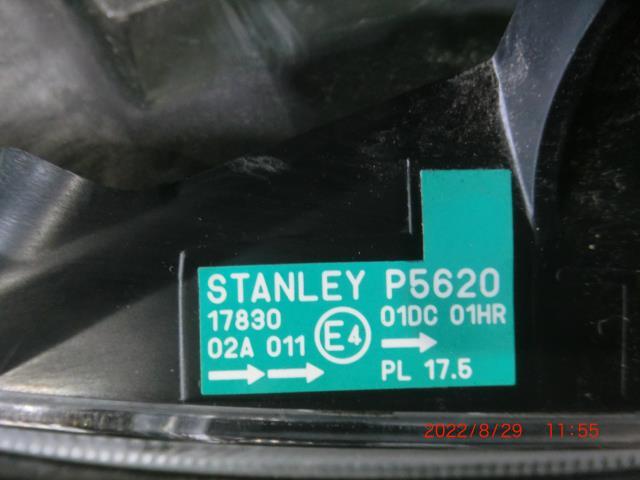 STANLEY P5620
17830 E4 01DC 01HR
02A 011
PL 17.5
2022/8/29 11:55